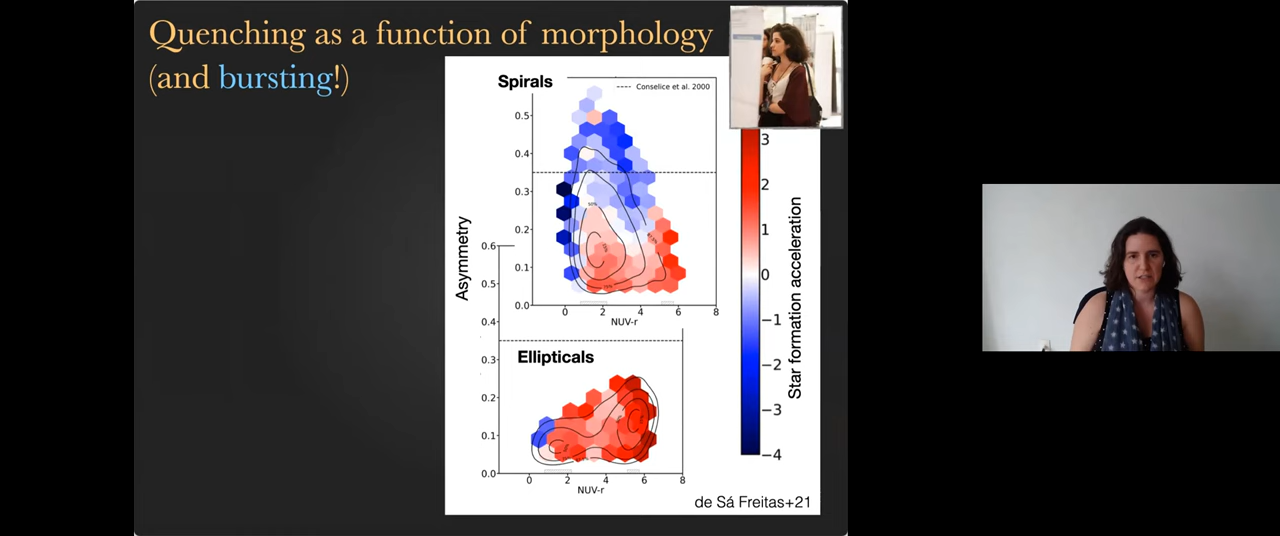 Quenching as a function of morphology
(and bursting!)
Spirals
Conselice et al. 2000
0.5
0.4
0.3
0.2
0.1
0.0
0 2 4 6 8
NUV-r
Asymmetry
0.6
0.5
0.4
0.3
0.2
0.1
0.0
Ellipticals
0 2 4 6 8
NUV-r
3
2
1
0
−1
−2
−3
−4
Star formation acceleration
de Sá Freitas+21